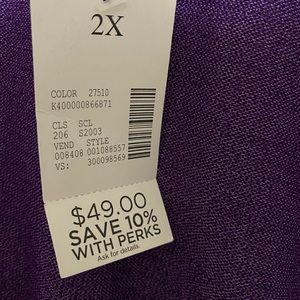 2X
COLOR 27510
K400000866871
CLS SCL
206 S2003
VEND STYLE
008408 001088557
VS: 300098569
$49.00
SAVE 10%
WITH PERKS
Ask for details.